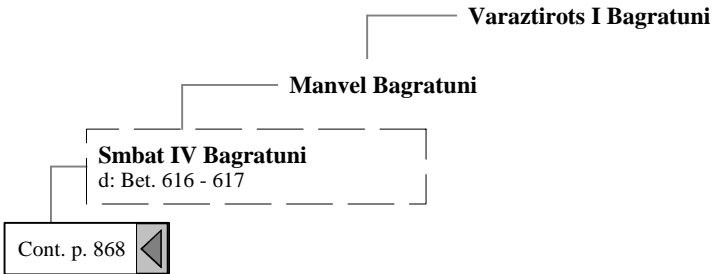 Varaztirots I Bagratuni
Manvel Bagratuni
Smbat IV Bagratuni
d: Bet. 616 - 617
Cont. p. 868